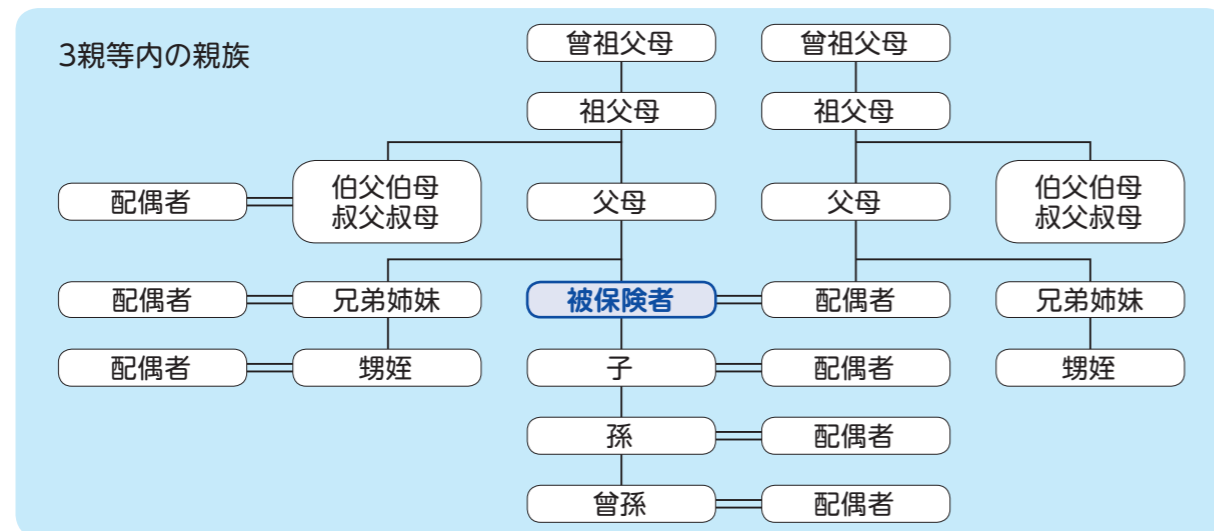 3親等内の親族
曾祖父母
曾祖父母
祖父母
祖父母
配偶者
伯父伯母
叔父叔母
父母
父母
伯父伯母
叔父叔母
配偶者
兄弟姉妹
被保険者
配偶者
兄弟姉妹
配偶者
甥姪
子
配偶者
甥姪
孫
配偶者
曾孫
配偶者